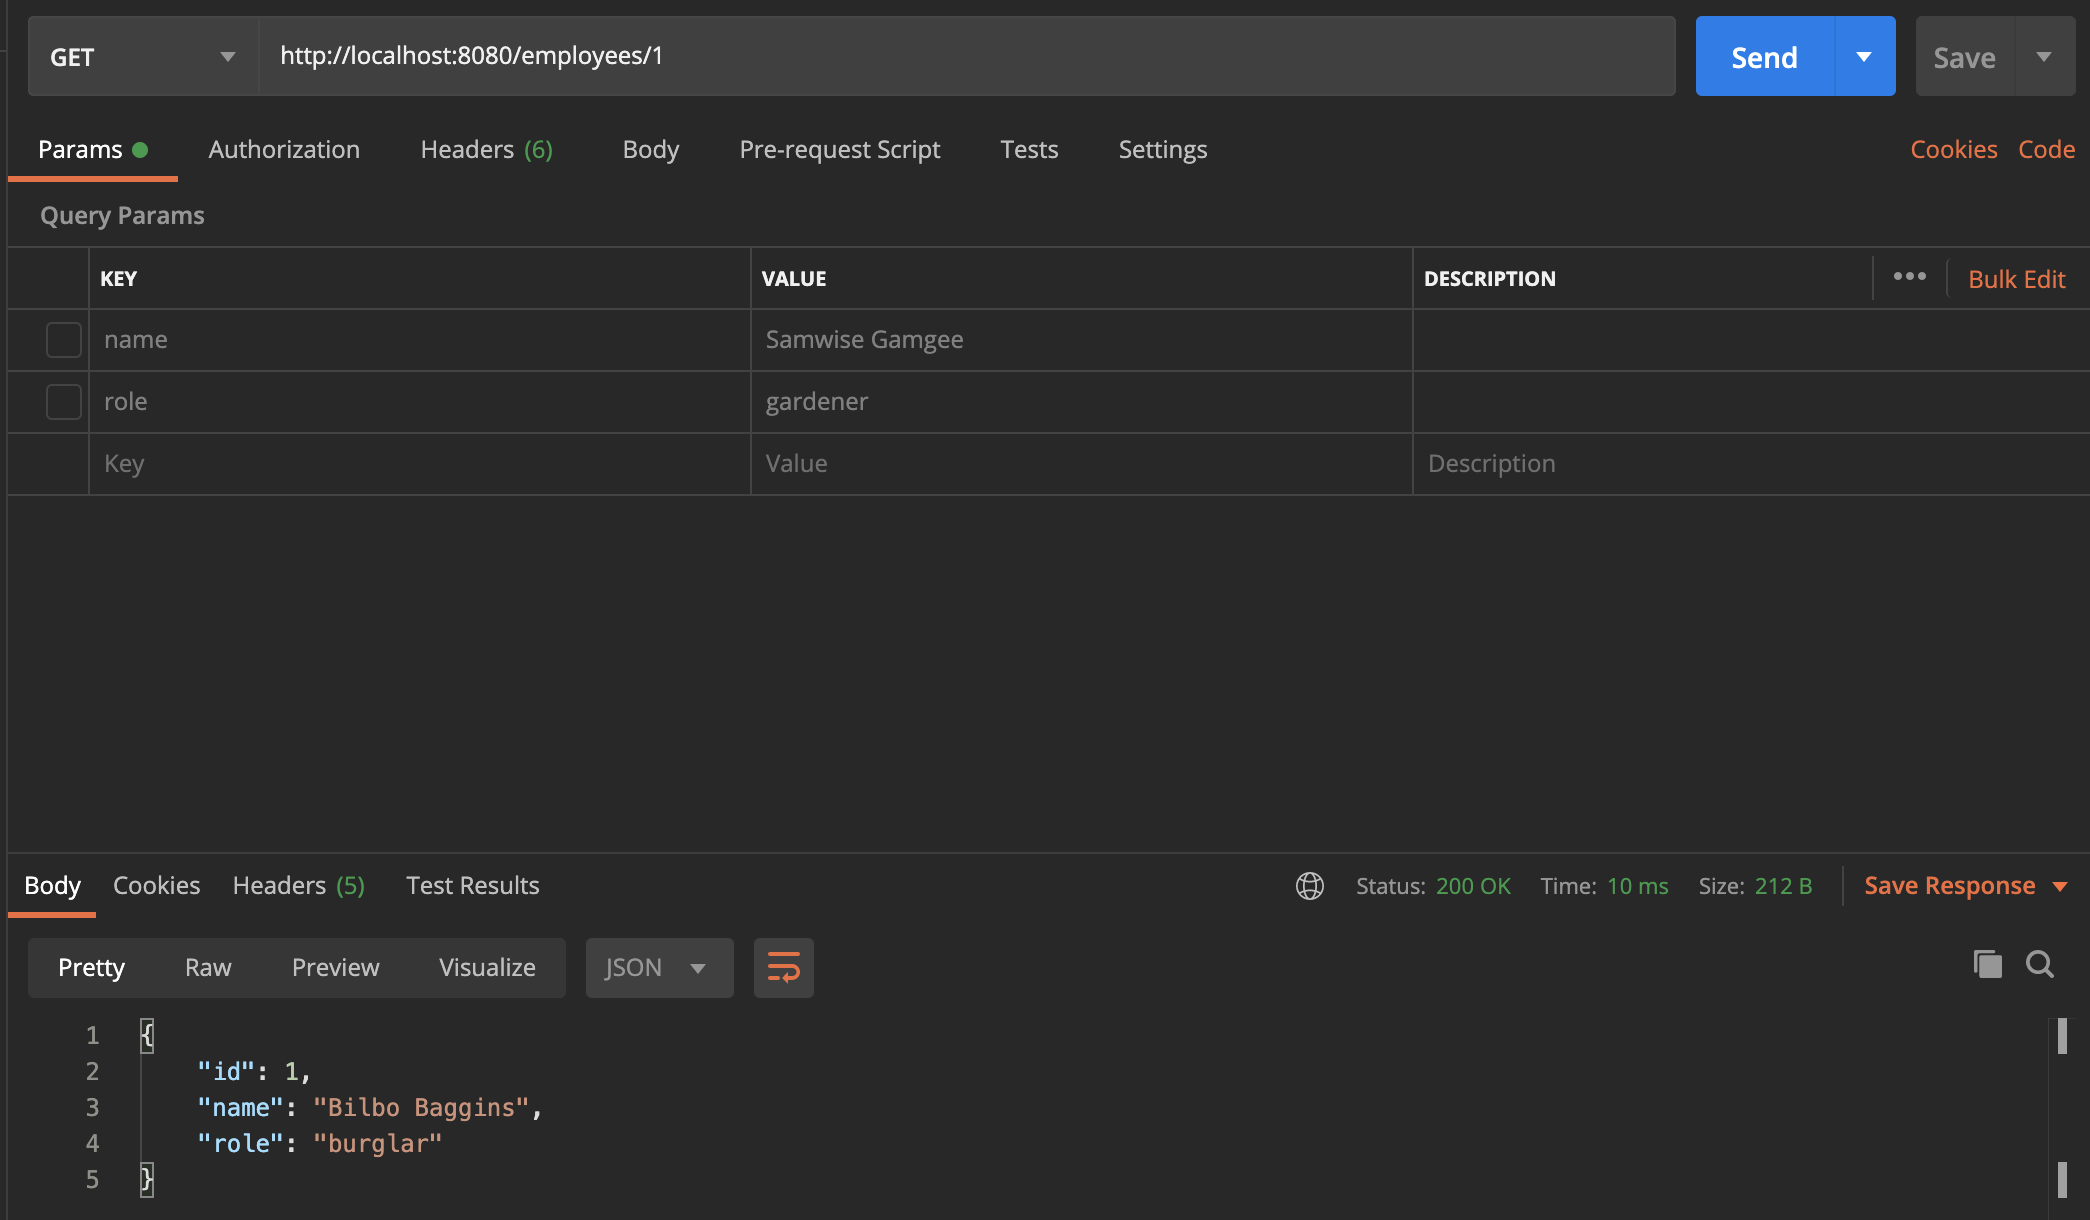 GET http://localhost:8080/employees/1 Send Save
Params Authorization Headers (6) Body Pre-request Script Tests Settings Cookies Code
Query Params
KEY VALUE DESCRIPTION ••• Bulk Edit
name Samwise Gamgee
role gardener
Key Value Description
Body Cookies Headers (5) Test Results Status: 200 OK Time: 10 ms Size: 212 B Save Response
Pretty Raw Preview Visualize JSON
1 {
2 "id": 1,
3 "name": "Bilbo Baggins",
4 "role": "burglar"
5 }